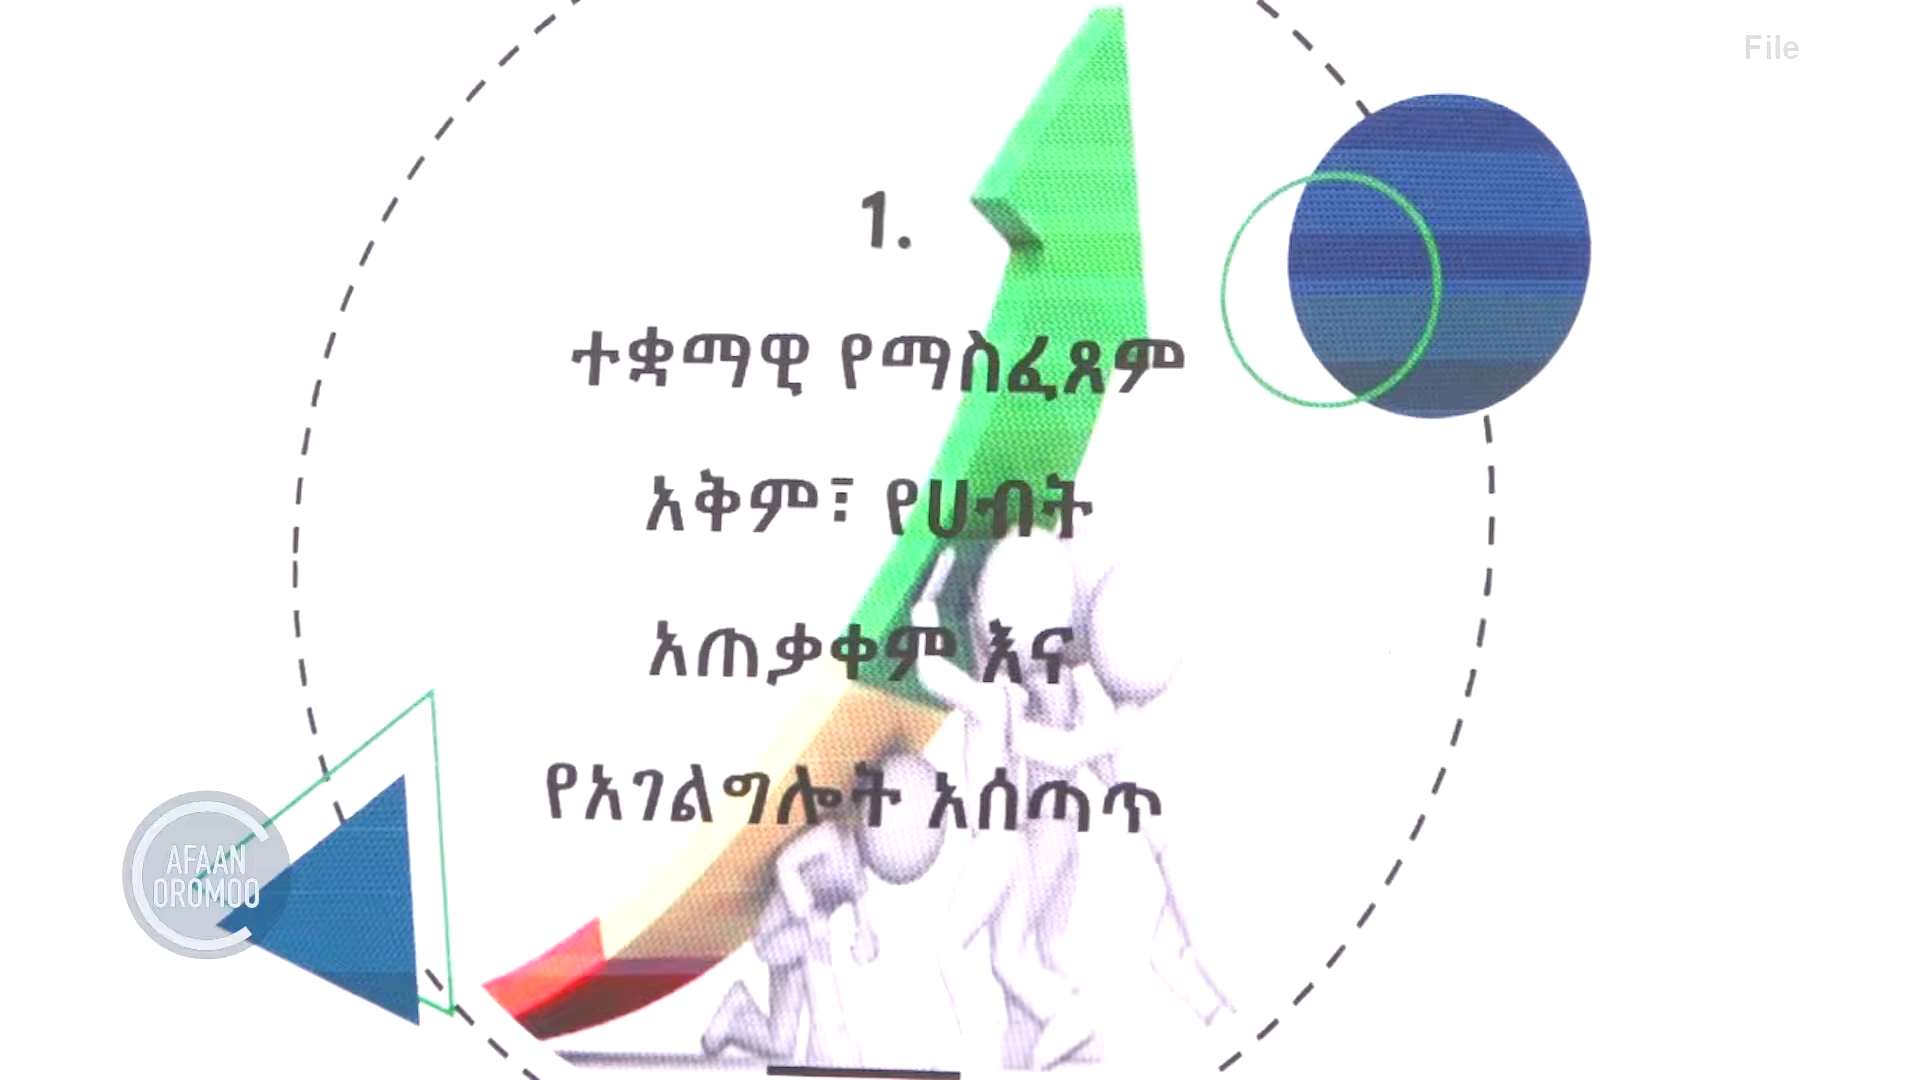 File
1.
ተቋማዊ የማስፈጸም
አቅም፣ የሀብት
አጠቃቀም እና
የአገልግሎት አሰጣጥ
AFAAN
OROMOO